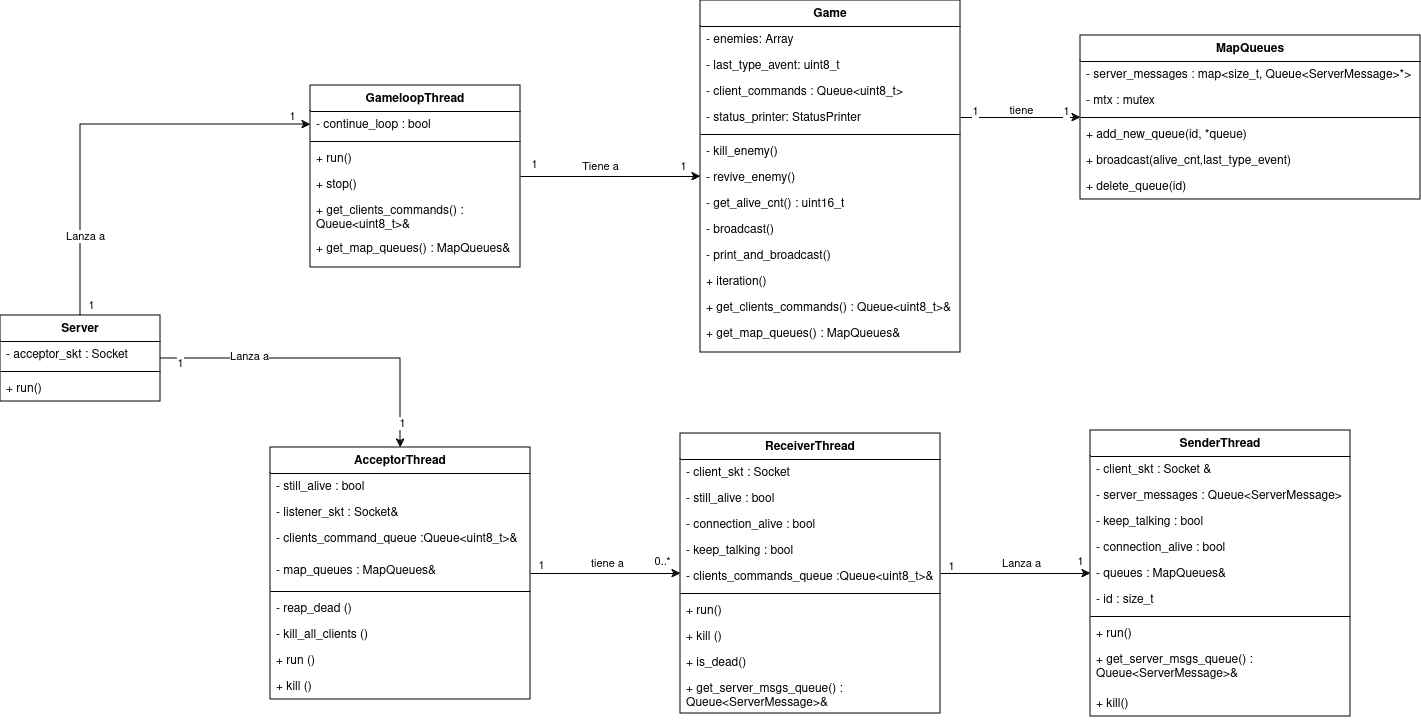 Game
- enemies: Array
- last_type_avent: uint8_t
- client_commands : Queue<uint8_t>
- status_printer: StatusPrinter
- kill_enemy()
- revive_enemy()
- get_alive_cnt() : uint16_t
- broadcast()
- print_and_broadcast()
+ iteration()
+ get_clients_commands() : Queue<uint8_t>&
+ get_map_queues() : MapQueues&
1
tiene
1
MapQueues
- server_messages : map<size_t, Queue<ServerMessage>*>
- mtx : mutex
+ add_new_queue(id, *queue)
+ broadcast(alive_cnt,last_type_event)
+ delete_queue(id)
GameloopThread
- continue_loop : bool
+ run()
+ stop()
+ get_clients_commands() :
Queue<uint8_t>&
+ get_map_queues() : MapQueues&
1
Tiene a
1
1
Lanza a
1
Server
- acceptor_skt : Socket
+ run()
1
Lanza a
1
AcceptorThread
- still_alive : bool
- listener_skt : Socket&
- clients_command_queue :Queue<uint8_t>&
- map_queues : MapQueues&
- reap_dead ()
- kill_all_clients ()
+ run ()
+ kill ()
1
tiene a
0..*
ReceiverThread
- client_skt : Socket
- still_alive : bool
- connection_alive : bool
- keep_talking : bool
- clients_commands_queue :Queue<uint8_t>&
+ run()
+ kill ()
+ is_dead()
+ get_server_msgs_queue() :
Queue<ServerMessage>&
1
Lanza a
1
SenderThread
- client_skt : Socket &
- server_messages : Queue<ServerMessage>
- keep_talking : bool
- connection_alive : bool
- queues : MapQueues&
- id : size_t
+ run()
+ get_server_msgs_queue() :
Queue<ServerMessage>&
+ kill()